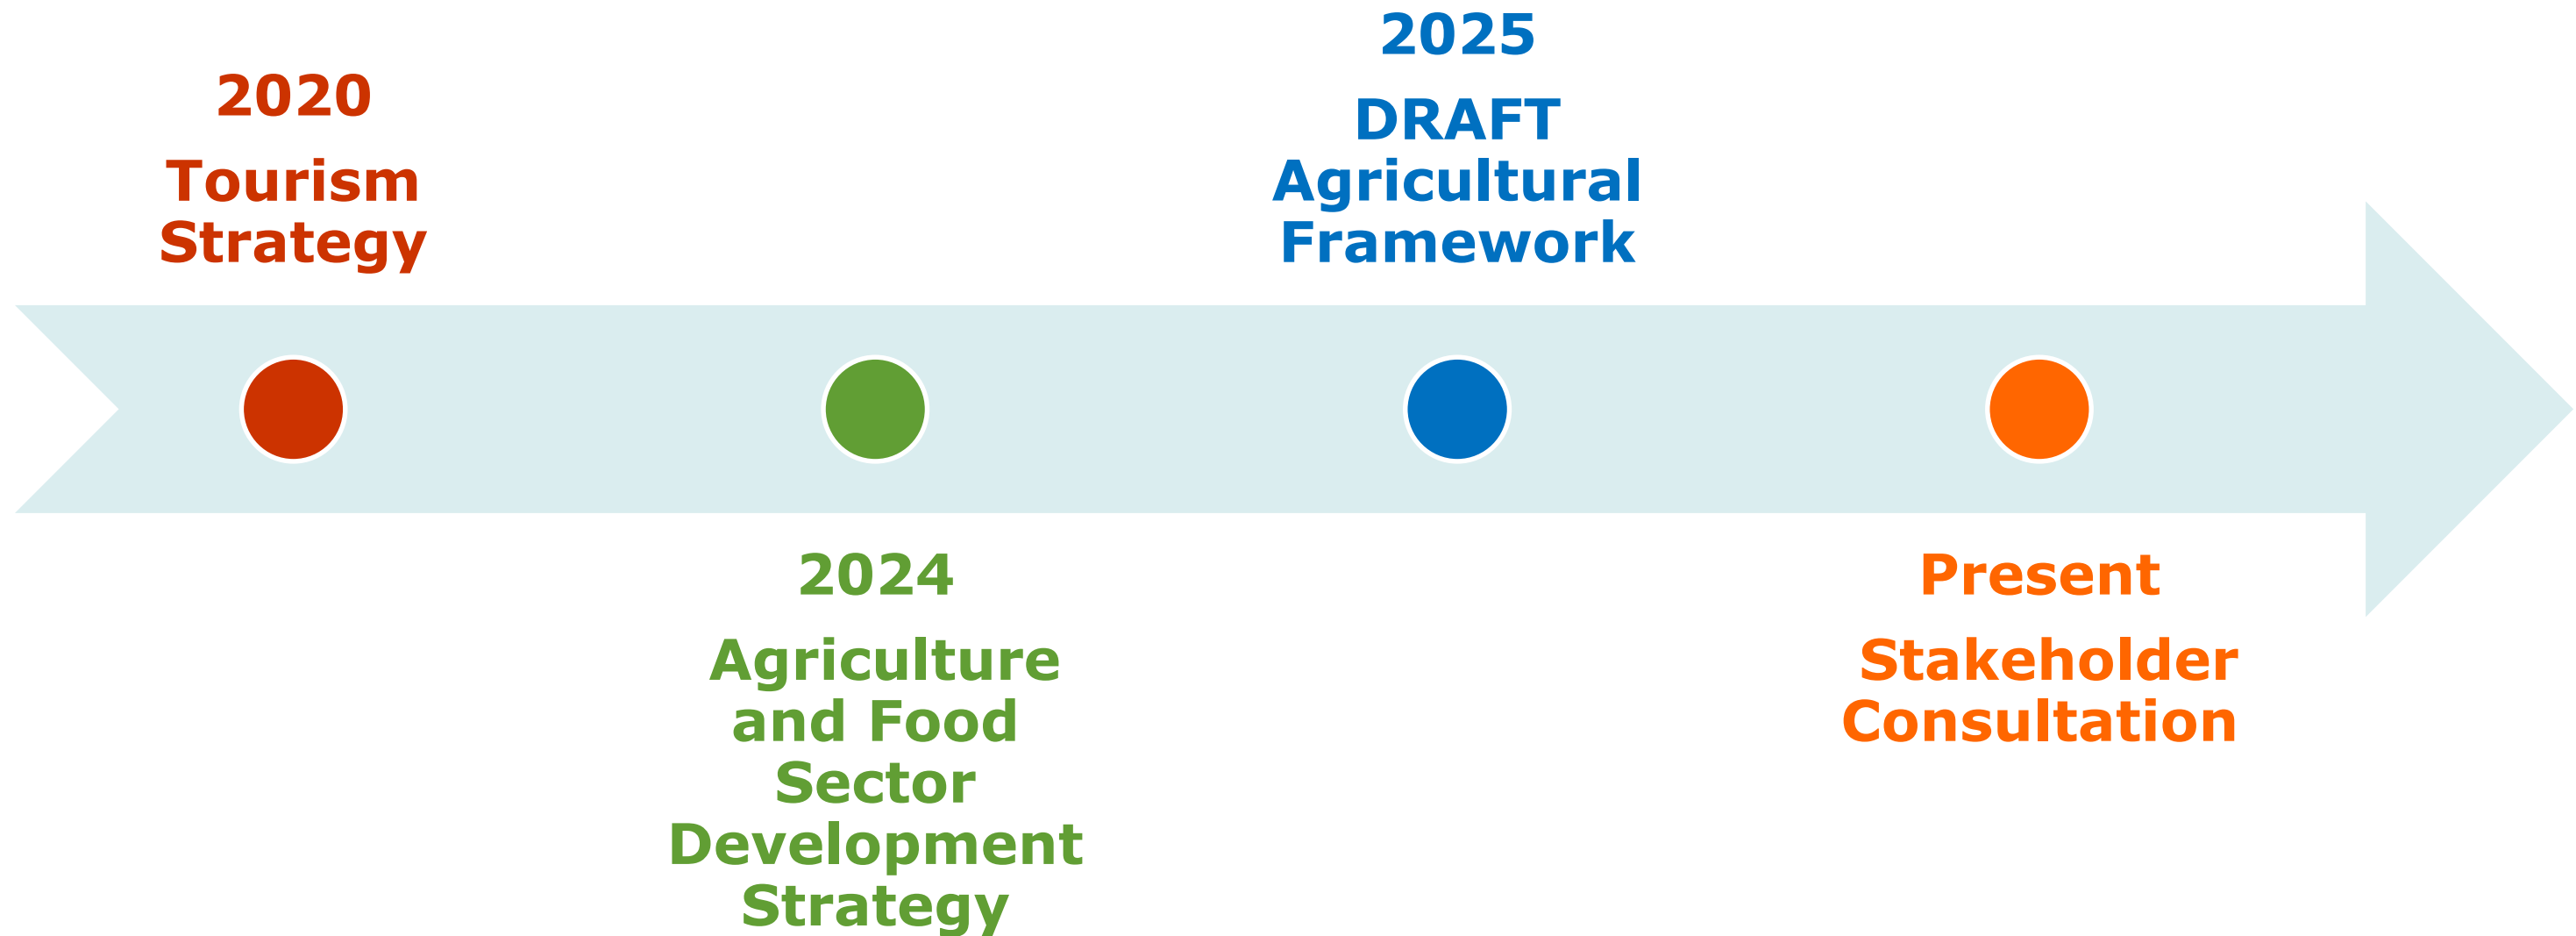 2020
Tourism
Strategy
2024
Agriculture
and Food
Sector
Development
Strategy
2025
DRAFT
Agricultural
Framework
Present
Stakeholder
Consultation